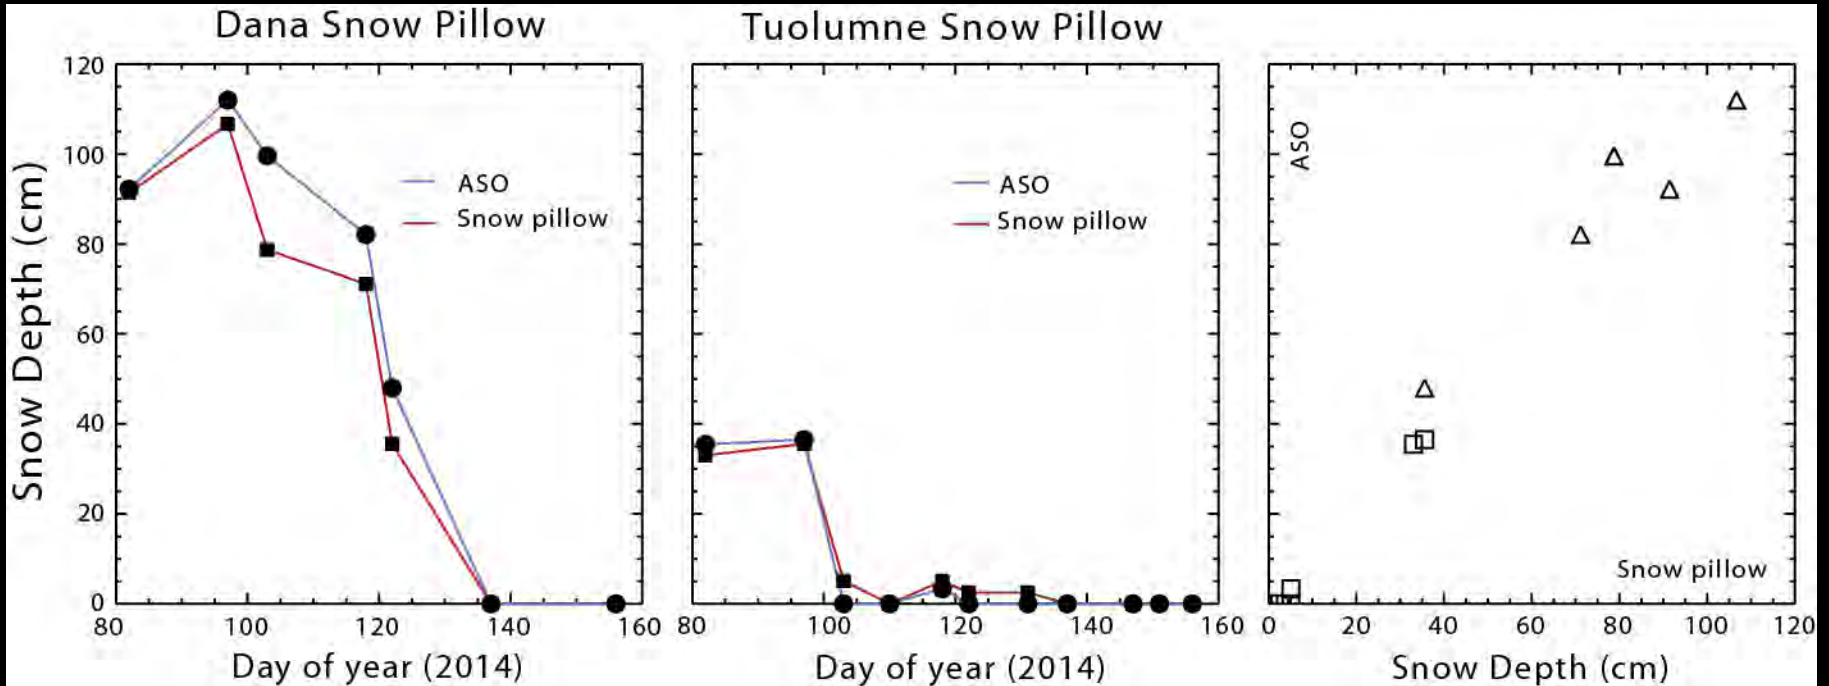 Dana Snow Pillow
Tuolumne Snow Pillow
Snow Depth (cm)
120
100
80
60
40
20
0
ASO
Snow pillow
80 100 120 140 160
Day of year (2014)
ASO
Snow pillow
80 100 120 140 160
Day of year (2014)
ASO
Snow pillow
0 20 40 60 80 100 120
Snow Depth (cm)